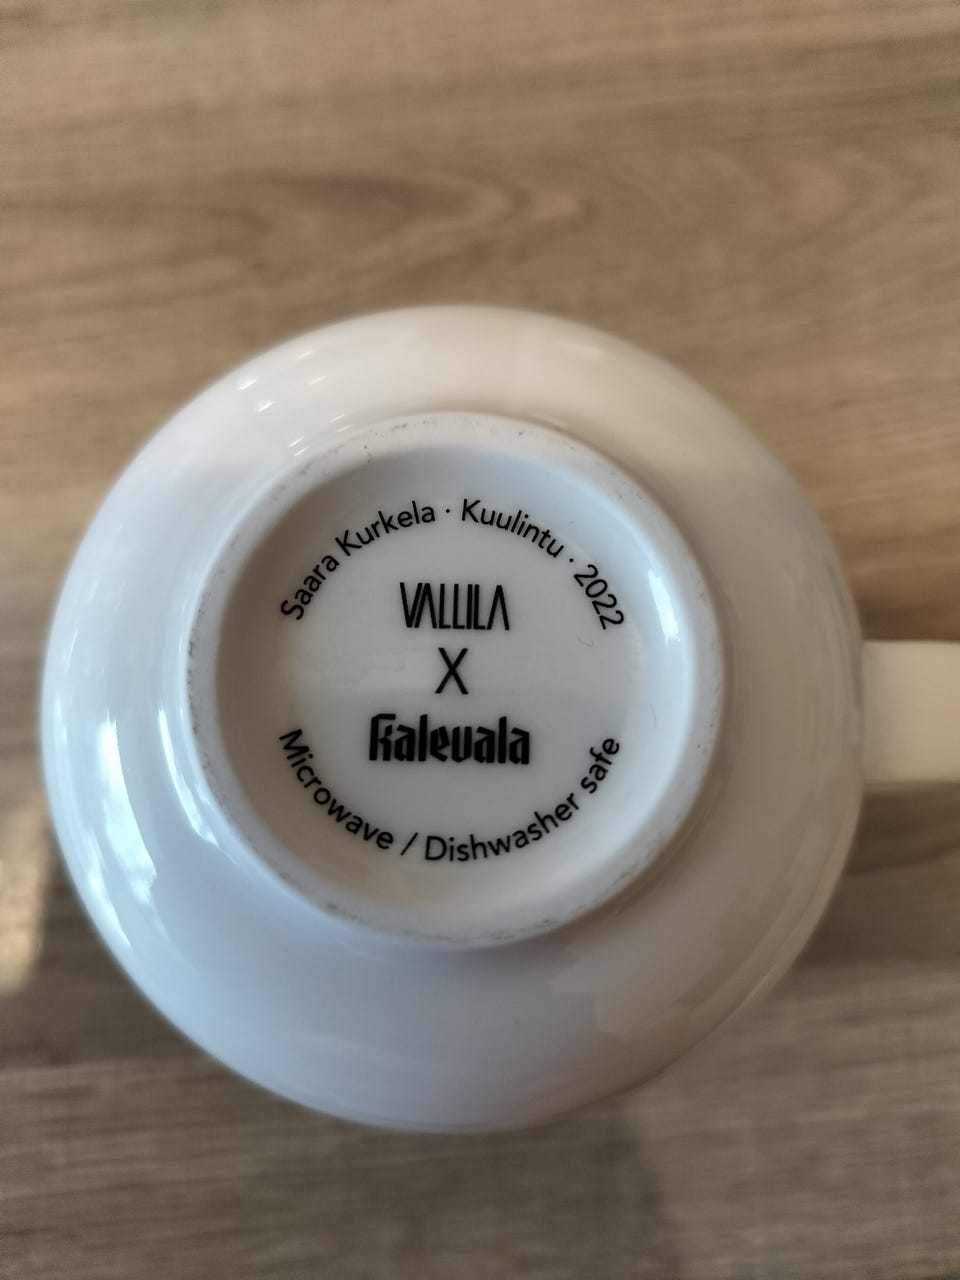 Saara Kurkela · Kuulintu · 2022
VALLILA
X
Kalevala
Microwave / Dishwasher safe